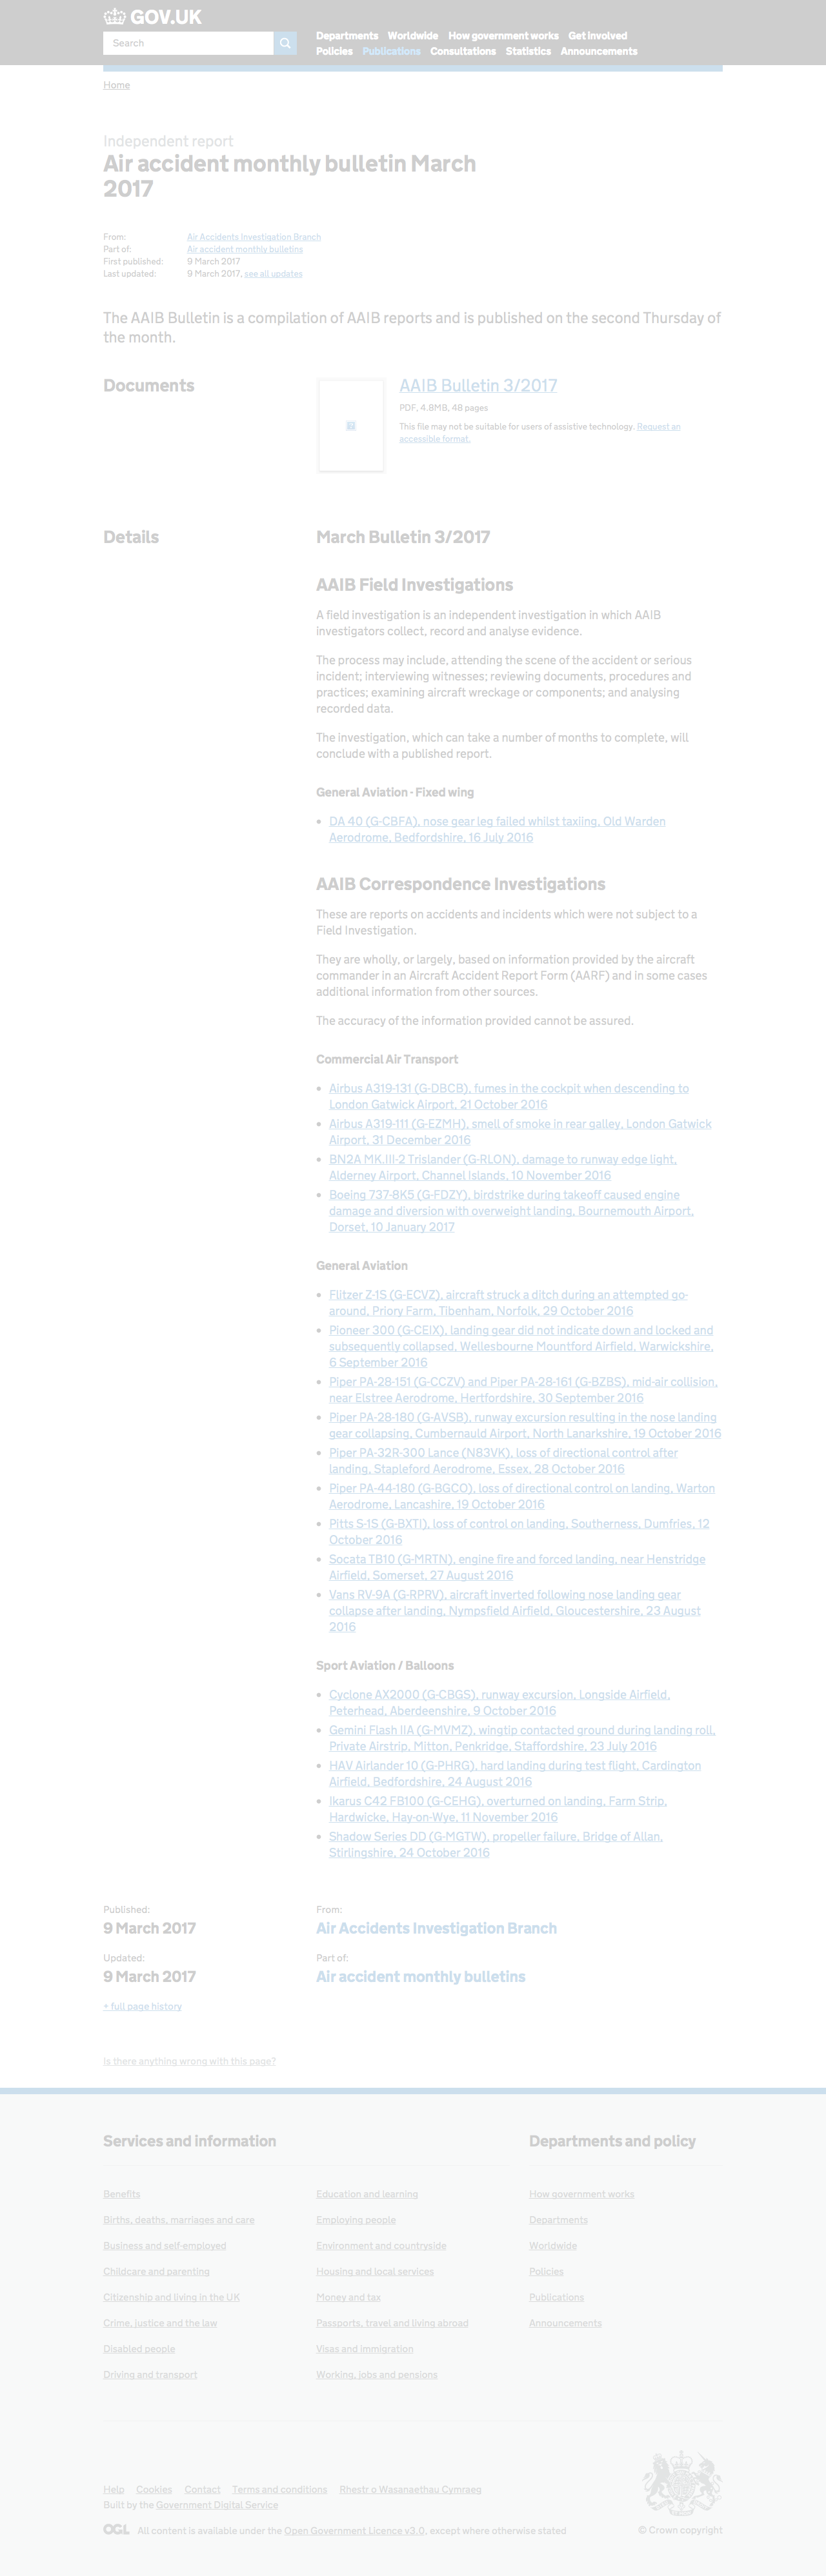 GOV.UK
Search
Departments Worldwide How government works Get involved
Policies Publications Consultations Statistics Announcements
Home
Independent report
Air accident monthly bulletin March
2017
From: Air Accidents Investigation Branch
Part of: Air accident monthly bulletins
First published: 9 March 2017
Last updated: 9 March 2017, see all updates
The AAIB Bulletin is a compilation of AAIB reports and is published on the second Thursday of
the month.
Documents
AAIB Bulletin 3/2017
PDF, 4.8MB, 48 pages
This file may not be suitable for users of assistive technology. Request an
accessible format.
Details
March Bulletin 3/2017
AAIB Field Investigations
A field investigation is an independent investigation in which AAIB
investigators collect, record and analyse evidence.
The process may include, attending the scene of the accident or serious
incident; interviewing witnesses; reviewing documents, procedures and
practices; examining aircraft wreckage or components; and analysing
recorded data.
The investigation, which can take a number of months to complete, will
conclude with a published report.
General Aviation - Fixed wing
DA 40 (G-CBFA), nose gear leg failed whilst taxiing, Old Warden
Aerodrome, Bedfordshire, 16 July 2016
AAIB Correspondence Investigations
These are reports on accidents and incidents which were not subject to a
Field Investigation.
They are wholly, or largely, based on information provided by the aircraft
commander in an Aircraft Accident Report Form (AARF) and in some cases
additional information from other sources.
The accuracy of the information provided cannot be assured.
Commercial Air Transport
Airbus A319-131 (G-DBCB), fumes in the cockpit when descending to
London Gatwick Airport, 21 October 2016
Airbus A319-111 (G-EZMH), smell of smoke in rear galley, London Gatwick
Airport, 31 December 2016
BN2A MK.III-2 Trislander (G-RLON), damage to runway edge light,
Alderney Airport, Channel Islands, 10 November 2016
Boeing 737-8K5 (G-FDZY), birdstrike during takeoff caused engine
damage and diversion with overweight landing, Bournemouth Airport,
Dorset, 10 January 2017
General Aviation
Flitzer Z-1S (G-ECVZ), aircraft struck a ditch during an attempted go-
around, Priory Farm, Tibenham, Norfolk, 29 October 2016
Pioneer 300 (G-CEIX), landing gear did not indicate down and locked and
subsequently collapsed, Wellesbourne Mountford Airfield, Warwickshire,
6 September 2016
Piper PA-28-151 (G-CCZV) and Piper PA-28-161 (G-BZBS), mid-air collision,
near Elstree Aerodrome, Hertfordshire, 30 September 2016
Piper PA-28-180 (G-AVSB), runway excursion resulting in the nose landing
gear collapsing, Cumbernauld Airport, North Lanarkshire, 19 October 2016
Piper PA-32R-300 Lance (N83VK), loss of directional control after
landing, Stapleford Aerodrome, Essex, 28 October 2016
Piper PA-44-180 (G-BGCO), loss of directional control on landing, Warton
Aerodrome, Lancashire, 19 October 2016
Pitts S-1S (G-BXTI), loss of control on landing, Southerness, Dumfries, 12
October 2016
Socata TB10 (G-MRTN), engine fire and forced landing, near Henstridge
Airfield, Somerset, 27 August 2016
Vans RV-9A (G-RPRV), aircraft inverted following nose landing gear
collapse after landing, Nympsfield Airfield, Gloucestershire, 23 August
2016
Sport Aviation / Balloons
Cyclone AX2000 (G-CBGS), runway excursion, Longside Airfield,
Peterhead, Aberdeenshire, 9 October 2016
Gemini Flash IIA (G-MVMZ), wingtip contacted ground during landing roll,
Private Airstrip, Mitton, Penkridge, Staffordshire, 23 July 2016
HAV Airlander 10 (G-PHRG), hard landing during test flight, Cardington
Airfield, Bedfordshire, 24 August 2016
Ikarus C42 FB100 (G-CEHG), overturned on landing, Farm Strip,
Hardwicke, Hay-on-Wye, 11 November 2016
Shadow Series DD (G-MGTW), propeller failure, Bridge of Allan,
Stirlingshire, 24 October 2016
Published: From:
9 March 2017 Air Accidents Investigation Branch
Updated: Part of:
9 March 2017 Air accident monthly bulletins
+ full page history
Is there anything wrong with this page?
Services and information Departments and policy
Benefits Education and learning How government works
Births, deaths, marriages and care Employing people Departments
Business and self-employed Environment and countryside Worldwide
Childcare and parenting Housing and local services Policies
Citizenship and living in the UK Money and tax Publications
Crime, justice and the law Passports, travel and living abroad Announcements
Disabled people Visas and immigration
Driving and transport Working, jobs and pensions
Help Cookies Contact Terms and conditions Rhestr o Wasanaethau Cymraeg
Built by the Government Digital Service
OGL All content is available under the Open Government Licence v3.0, except where otherwise stated © Crown copyright